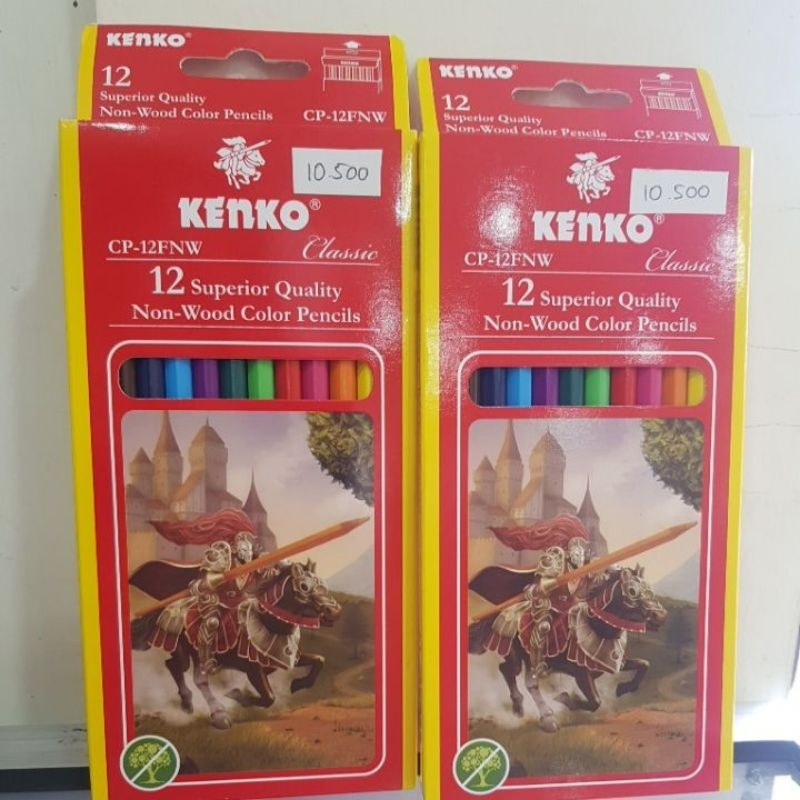 KENKO®
12
Superior Quality
Non-Wood Color Pencils
CP-12FNW
10.500
KENKO®
CP-12FNW
Classic
12 Superior Quality
Non-Wood Color Pencils
KENKO®
12
Superior Quality
Non-Wood Color Pencils
CP-12FNW
10.500
KENKO®
CP-12FNW
Classic
12 Superior Quality
Non-Wood Color Pencils